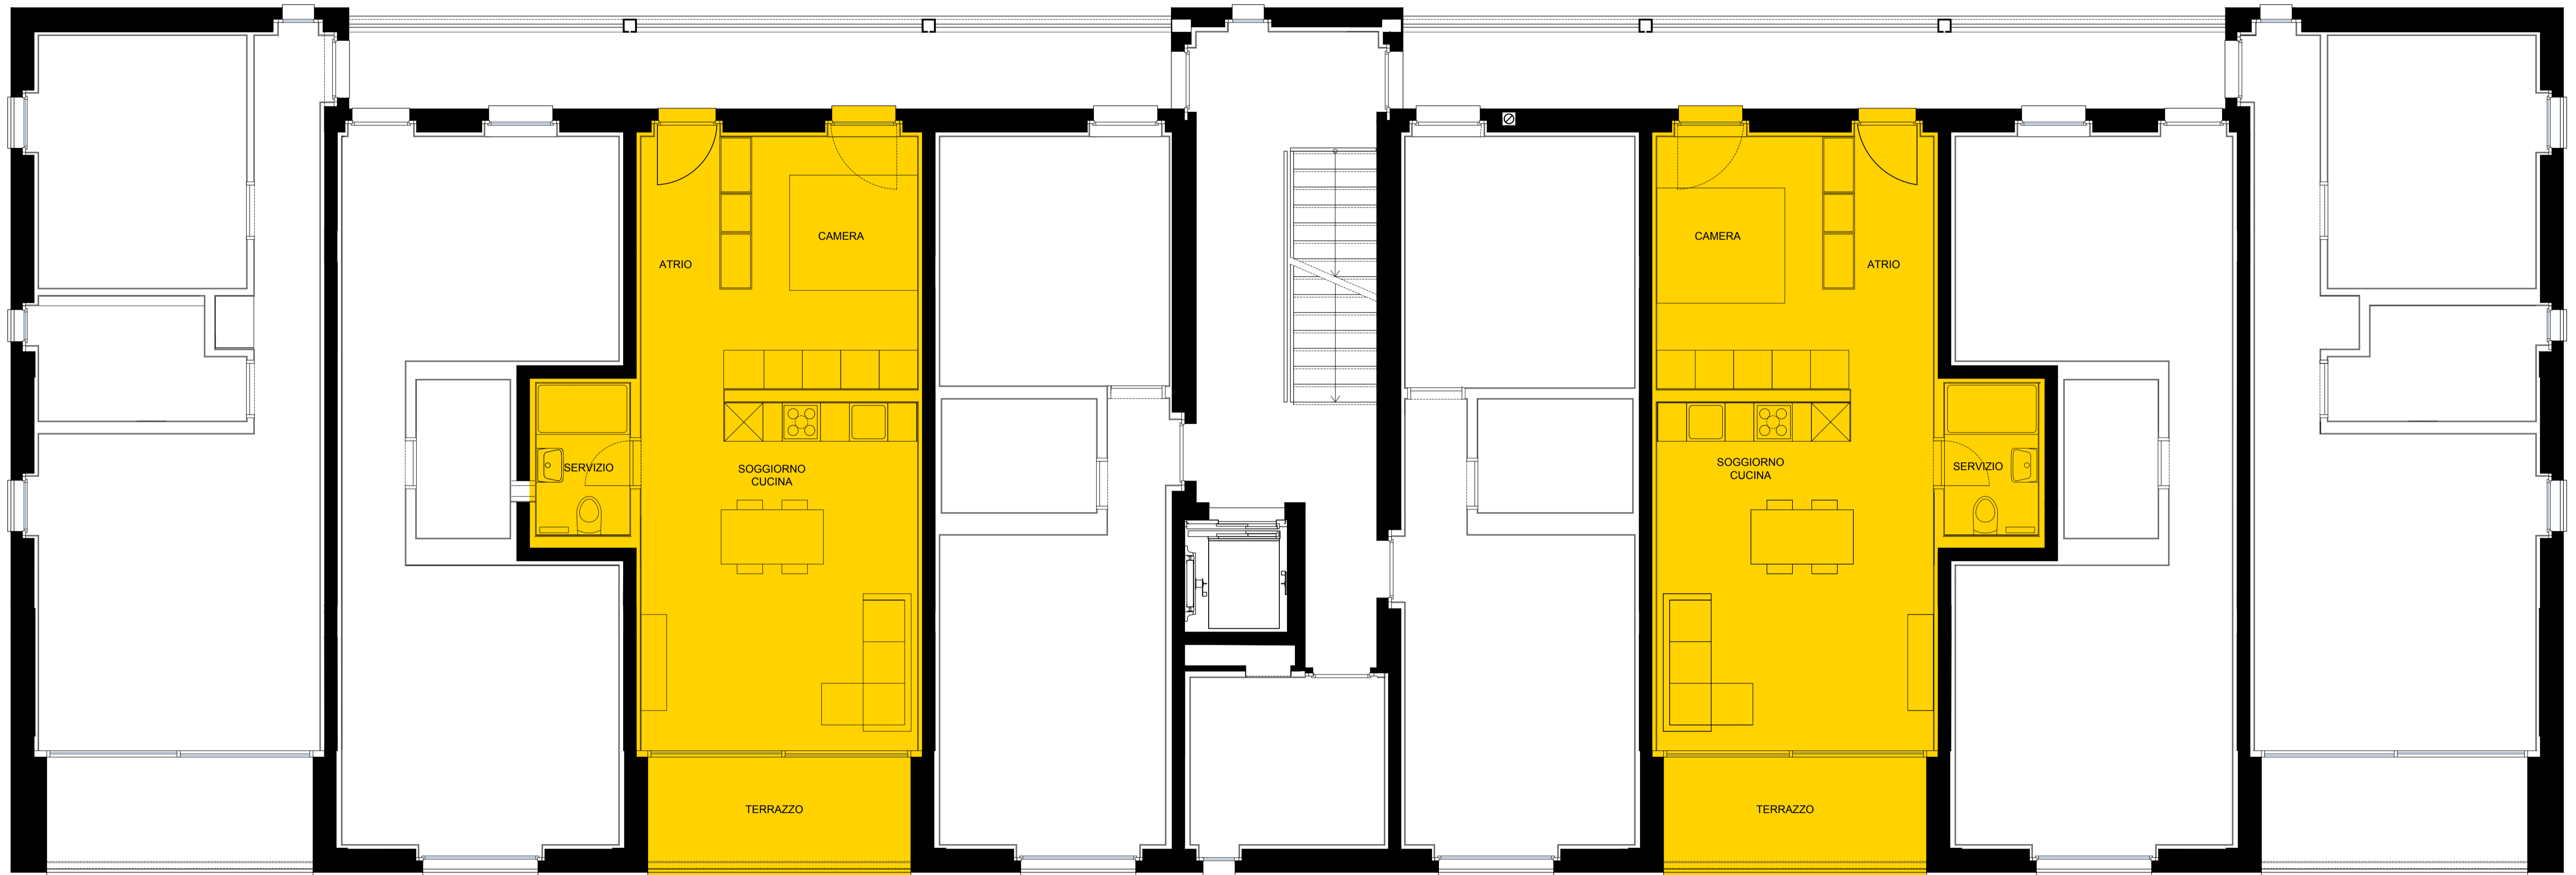 CAMERA
ATRIO
SERVIZIO
SOGGIORNO
CUCINA
TERRAZZO
CAMERA
ATRIO
SOGGIORNO
CUCINA
SERVIZIO
TERRAZZO